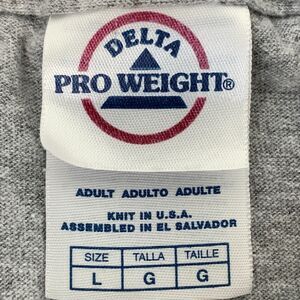 DELTA
PRO WEIGHT®
ADULT ADULTO ADULTE
KNIT IN U.S.A.
ASSEMBLED IN EL SALVADOR
SIZE TALLA TAILLE
L G G